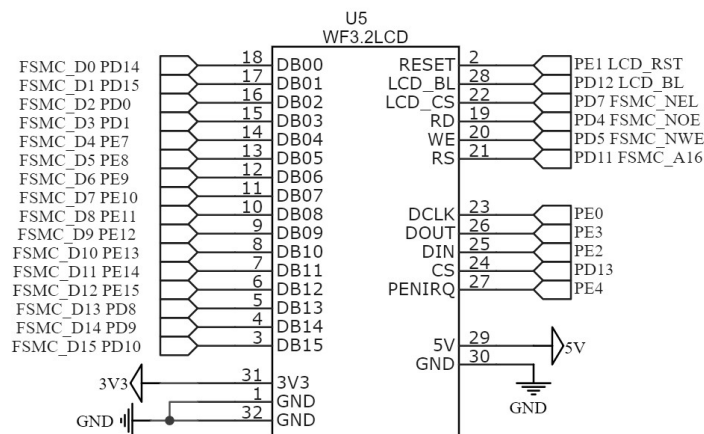 U5
WF3.2LCD
FSMC_D0 PD14 18 DB00 RESET 2 PE1 LCD_RST
FSMC_D1 PD15 17 DB01 LCD_BL 28 PD12 LCD_BL
FSMC_D2 PD0 16 DB02 LCD_CS 22 PD7 FSMC_NEL
FSMC_D3 PD1 15 DB03 RD 19 PD4 FSMC_NOE
FSMC_D4 PE7 14 DB04 WE 20 PD5 FSMC_NWE
FSMC_D5 PE8 13 DB05 RS 21 PD11 FSMC_A16
FSMC_D6 PE9 12 DB06
FSMC_D7 PE10 11 DB07
FSMC_D8 PE11 10 DB08 DCLK 23 PE0
FSMC_D9 PE12 9 DB09 DOUT 26 PE3
FSMC_D10 PE13 8 DB10 DIN 25 PE2
FSMC_D11 PE14 7 DB11 CS 24 PD13
FSMC_D12 PE15 6 DB12 PENIRQ 27 PE4
FSMC_D13 PD8 5 DB13
FSMC_D14 PD9 4 DB14
FSMC_D15 PD10 3 DB15 5V 29 5V
GND 30
3V3 31 3V3
1 GND GND
GND 32 GND